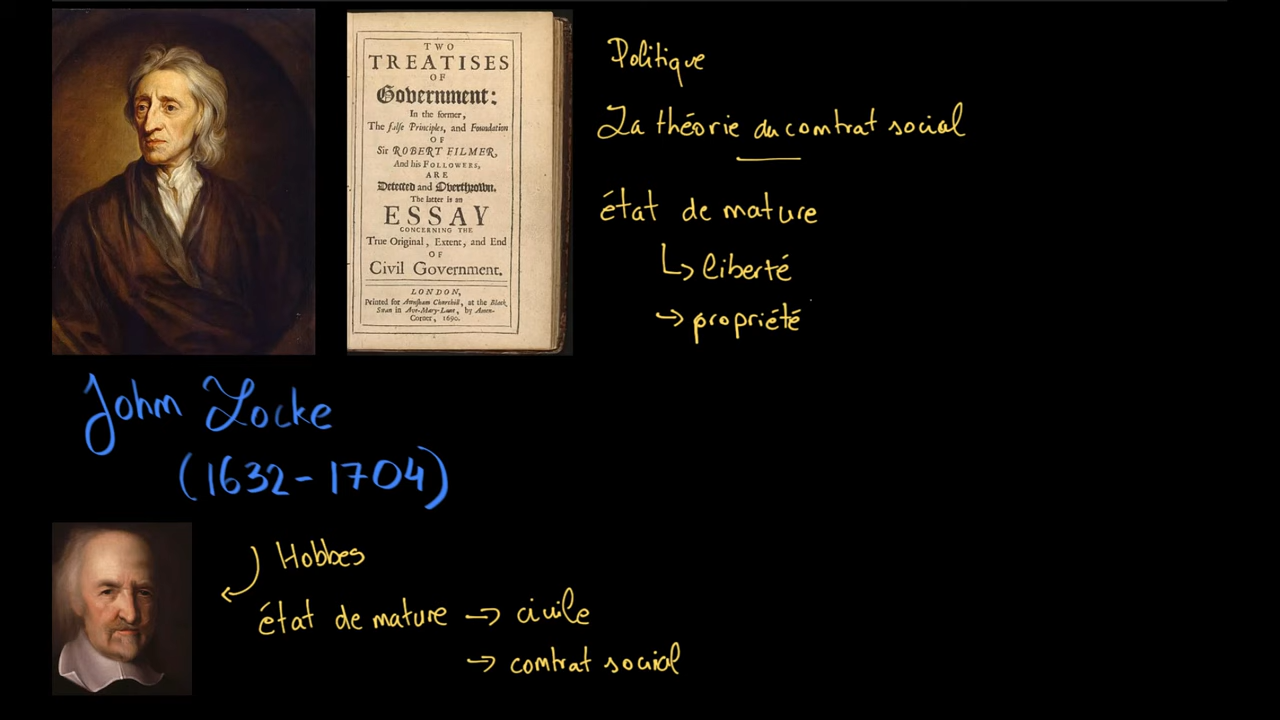 TWO
TREATISES
OF
Government:
In the former,
The false Principles, and Foundation
OF
Sir ROBERT FILMER,
And his FOLLOWERS,
ARE
Detected and Overthrown.
The latter is an
ESSAY
CONCERNING THE
True Original, Extent, and End
OF
Civil Government.
LONDON,
Printed for Awnsham Churchill, at the Black
Swan in Ave-Mary-Lane, by Amen-
Corner, 1690.
Politique
La théorie du contrat social
état de nature
↳ liberté
→ propriété
John Locke
(1632-1704)
Hobbes
état de nature → civile
→ contrat social